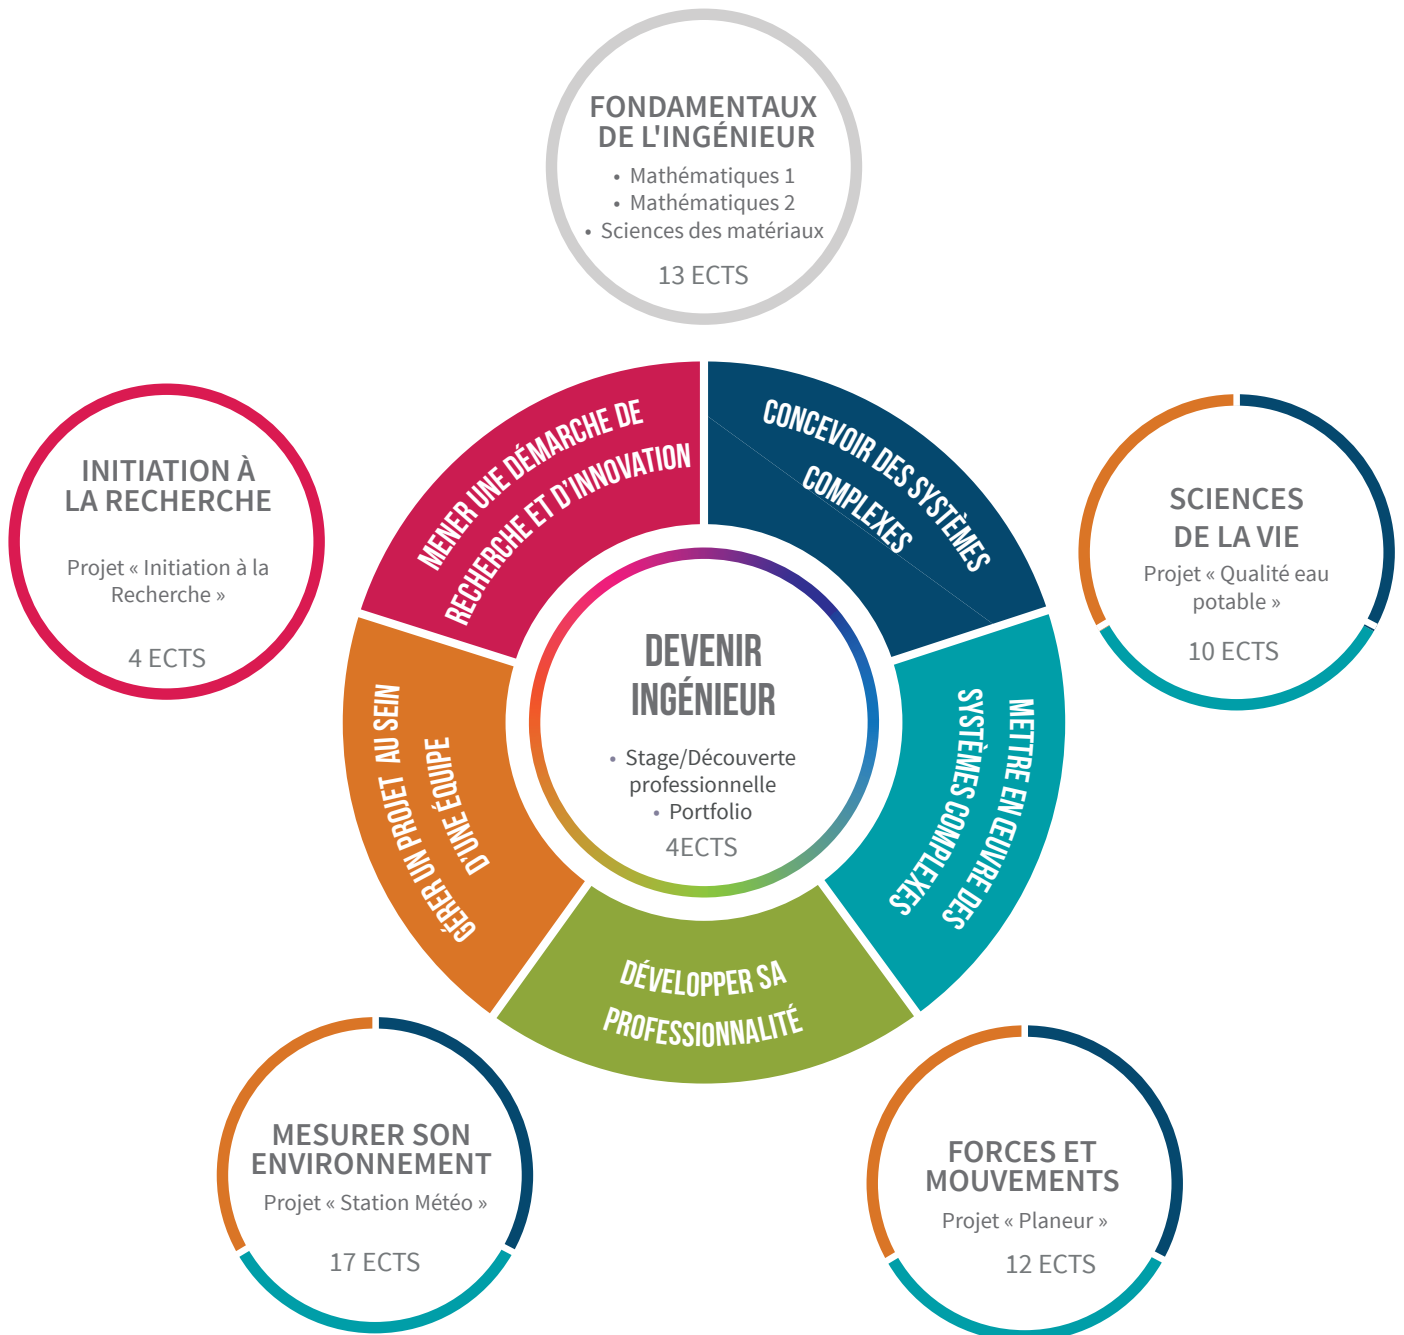 FONDAMENTAUX
DE L'INGÉNIEUR
• Mathématiques 1
• Mathématiques 2
• Sciences des matériaux
13 ECTS
INITIATION À
LA RECHERCHE
Projet « Initiation à la
Recherche »
4 ECTS
MENER UNE DÉMARCHE DE
RECHERCHE ET D'INNOVATION
CONCEVOIR DES SYSTÈMES
COMPLEXES
SCIENCES
DE LA VIE
Projet « Qualité eau
potable »
10 ECTS
DEVENIR
INGÉNIEUR
• Stage/Découverte
professionnelle
• Portfolio
4ECTS
GÉRER UN PROJET AU SEIN
D'UNE ÉQUIPE
METTRE EN ŒUVRE DES
SYSTÈMES COMPLEXES
DÉVELOPPER SA
PROFESSIONNALITÉ
MESURER SON
ENVIRONNEMENT
Projet « Station Météo »
17 ECTS
FORCES ET
MOUVEMENTS
Projet « Planeur »
12 ECTS